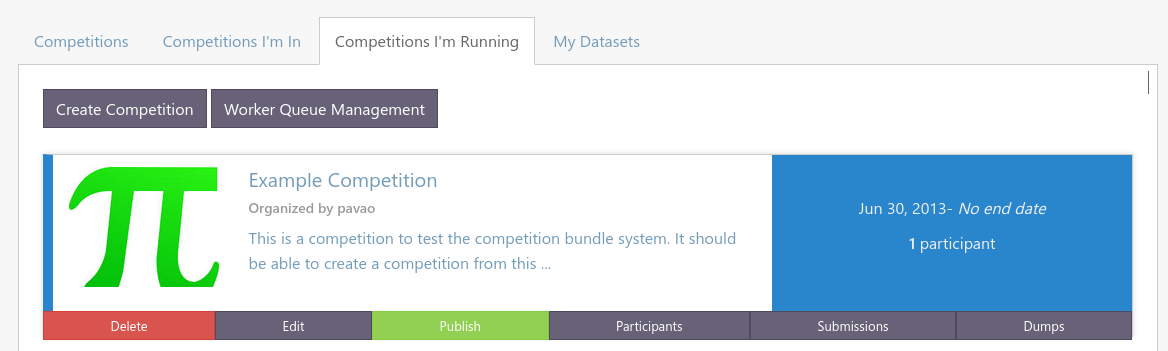 Competitions Competitions I'm In Competitions I'm Running My Datasets
Create Competition Worker Queue Management
π
Example Competition
Organized by pavao
This is a competition to test the competition bundle system. It should
be able to create a competition from this ...
Jun 30, 2013- No end date
1 participant
Delete Edit Publish Participants Submissions Dumps